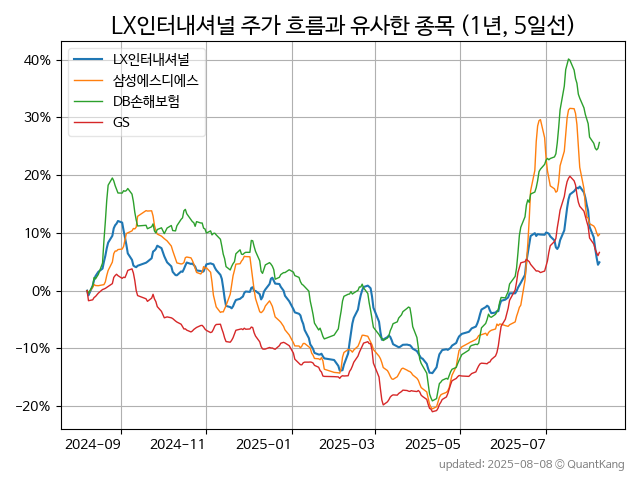 LX인터내셔널 주가 흐름과 유사한 종목 (1년, 5일선)
LX인터내셔널
삼성에스디에스
DB손해보험
GS
40%
30%
20%
10%
0%
−10%
−20%
2024-09
2024-11
2025-01
2025-03
2025-05
2025-07
updated: 2025-08-08 © QuantKang